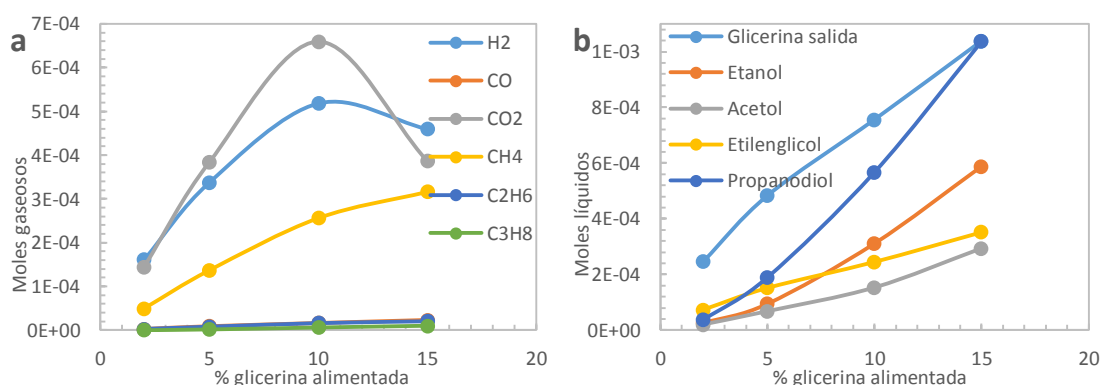 a
Moles gaseosos
7E-04
6E-04
5E-04
4E-04
3E-04
2E-04
1E-04
0E+00
0 5 10 15 20
% glicerina alimentada
H2
CO
CO2
CH4
C2H6
C3H8
b
Moles líquidos
1E-03
8E-04
6E-04
4E-04
2E-04
0E+00
0 5 10 15 20
% glicerina alimentada
Glicerina salida
Etanol
Acetol
Etilenglicol
Propanodiol